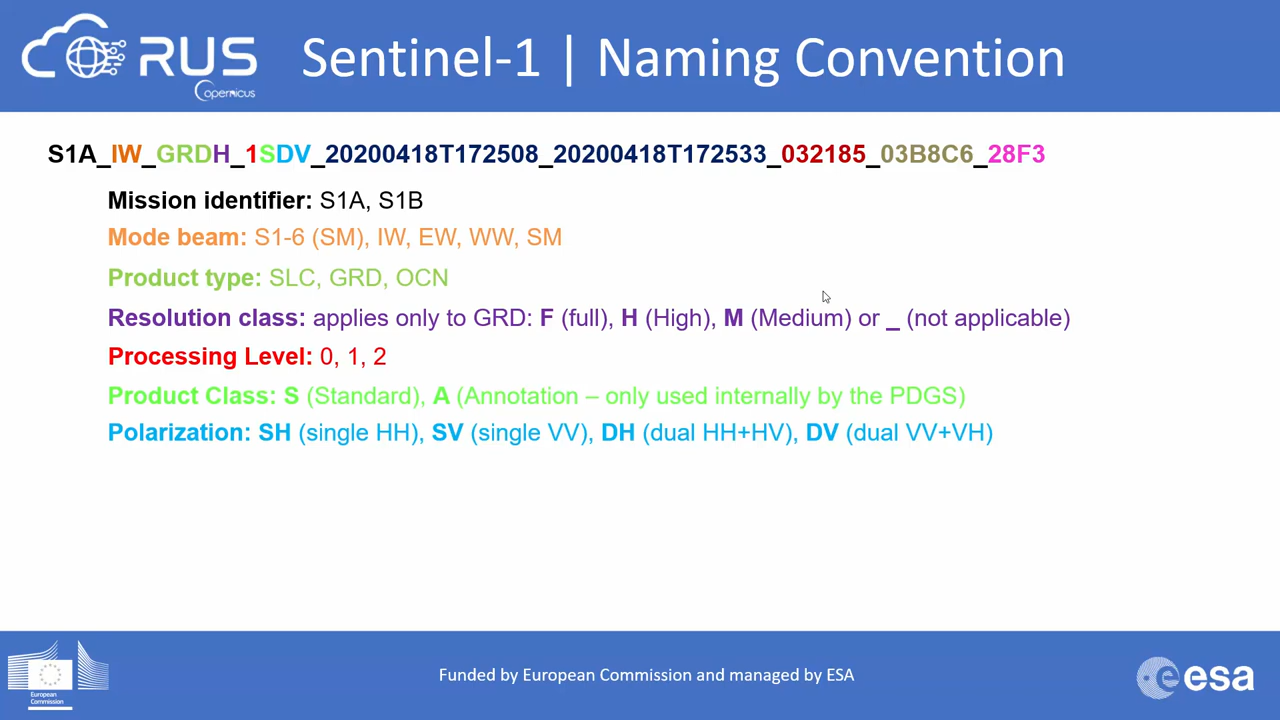 RUS
Copernicus
Sentinel-1 | Naming Convention
S1A_IW_GRDH_1SDV_20200418T172508_20200418T172533_032185_03B8C6_28F3
Mission identifier: S1A, S1B
Mode beam: S1-6 (SM), IW, EW, WW, SM
Product type: SLC, GRD, OCN
Resolution class: applies only to GRD: F (full), H (High), M (Medium) or _ (not applicable)
Processing Level: 0, 1, 2
Product Class: S (Standard), A (Annotation – only used internally by the PDGS)
Polarization: SH (single HH), SV (single VV), DH (dual HH+HV), DV (dual VV+VH)
European
Commission
Funded by European Commission and managed by ESA
esa